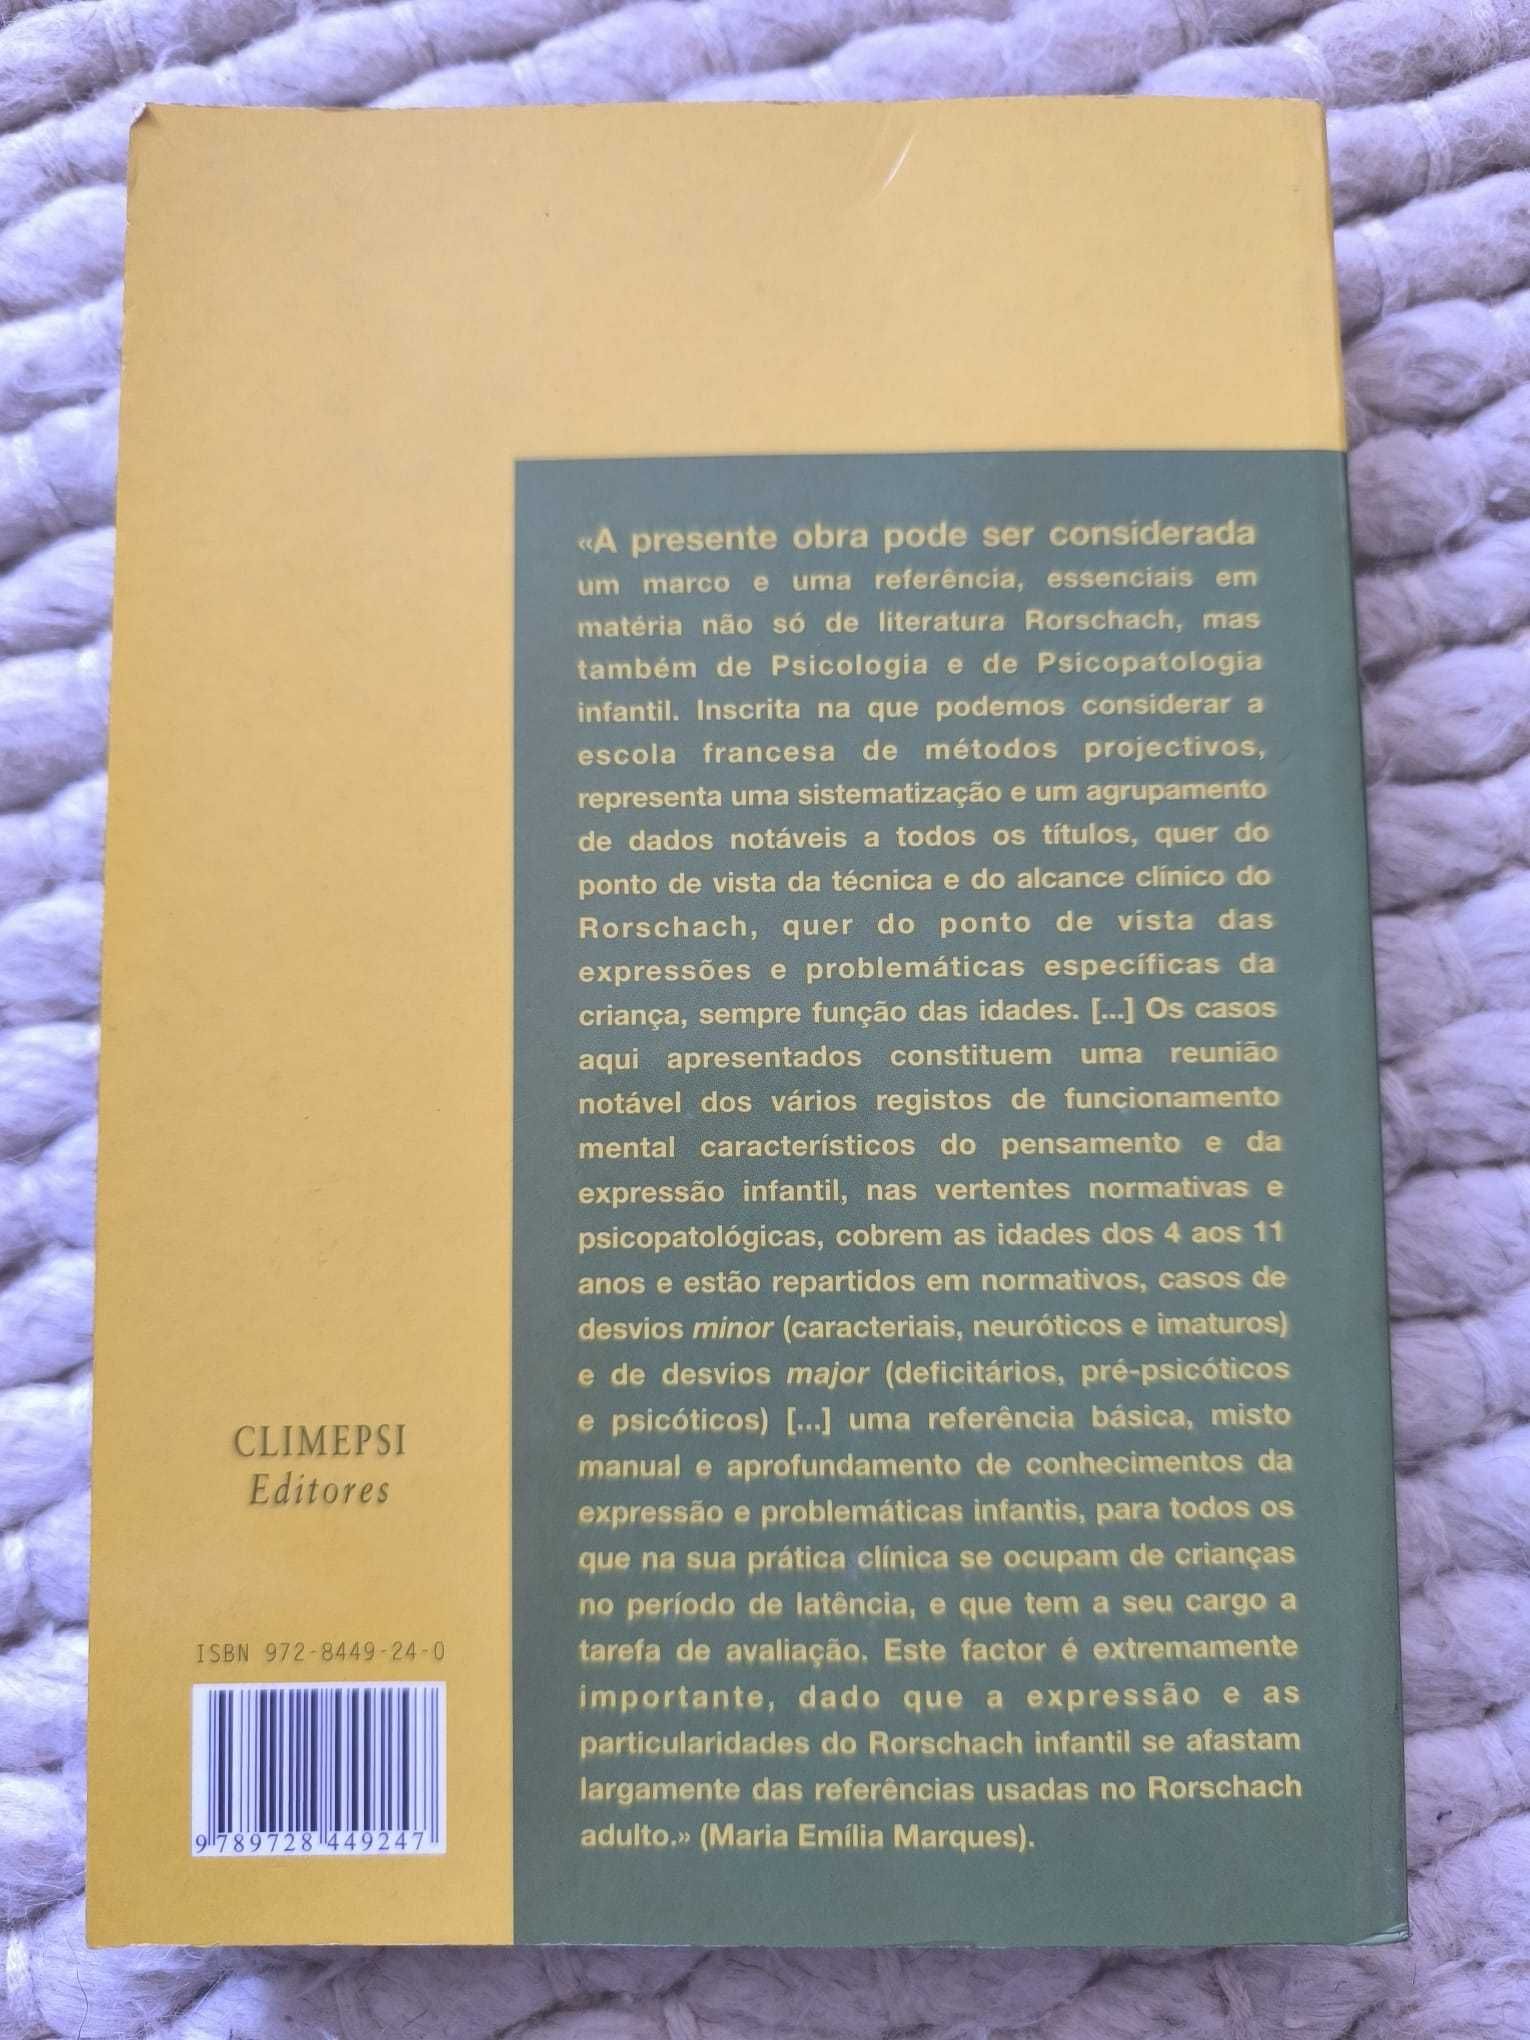 «A presente obra pode ser considerada
um marco e uma referência, essenciais em
matéria não só de literatura Rorschach, mas
também de Psicologia e de Psicopatologia
infantil. Inscrita na que podemos considerar a
escola francesa de métodos projectivos,
representa uma sistematização e um agrupamento
de dados notáveis a todos os títulos, quer do
ponto de vista da técnica e do alcance clínico do
Rorschach, quer do ponto de vista das
expressões e problemáticas específicas da
criança, sempre função das idades. [...] Os casos
aqui apresentados constituem uma reunião
notável dos vários registos de funcionamento
mental característicos do pensamento e da
expressão infantil, nas vertentes normativas e
psicopatológicas, cobrem as idades dos 4 aos 11
anos e estão repartidos em normativos, casos de
desvios minor (caracteriais, neuróticos e imaturos)
e de desvios major (deficitários, pré-psicóticos
e psicóticos) [...] uma referência básica, misto
manual e aprofundamento de conhecimentos da
expressão e problemáticas infantis, para todos os
que na sua prática clínica se ocupam de crianças
no período de latência, e que tem a seu cargo a
tarefa de avaliação. Este factor é extremamente
importante, dado que a expressão e as
particularidades do Rorschach infantil se afastam
largamente das referências usadas no Rorschach
adulto.» (Maria Emília Marques).
CLIMEPSI
Editores
ISBN 972-8449-24-0
9 789728 449247